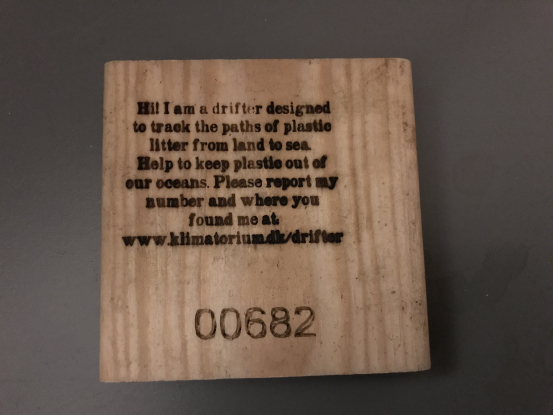 Hi! I am a drifter designed
to track the paths of plastic
litter from land to sea.
Help to keep plastic out of
our oceans. Please report my
number and where you
found me at:
www.klimatorium.dk/drifter
00682